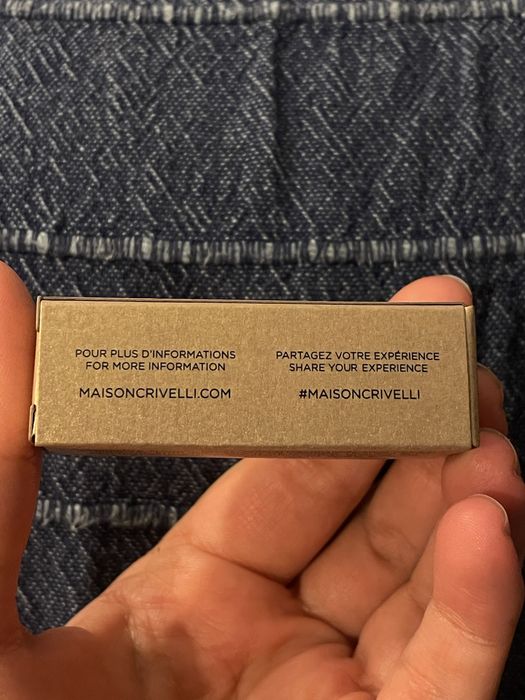 POUR PLUS D'INFORMATIONS
FOR MORE INFORMATION
MAISONCRIVELLI.COM
PARTAGEZ VOTRE EXPÉRIENCE
SHARE YOUR EXPERIENCE
#MAISONCRIVELLI